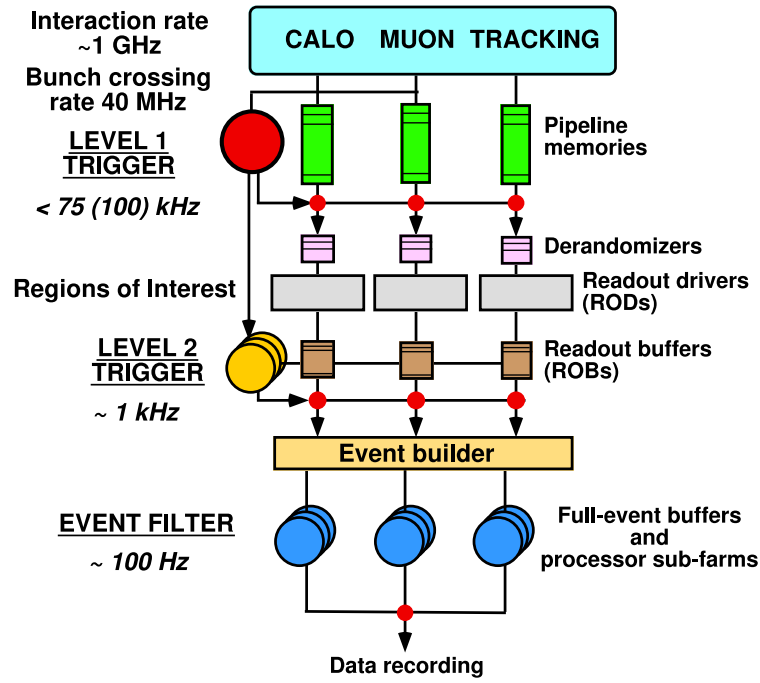 Interaction rate
~1 GHz
CALO MUON TRACKING
Bunch crossing
rate 40 MHz
LEVEL 1
TRIGGER
Pipeline
memories
< 75 (100) kHz
Derandomizers
Regions of Interest
Readout drivers
(RODs)
LEVEL 2
TRIGGER
Readout buffers
(ROBs)
~ 1 kHz
Event builder
EVENT FILTER
~ 100 Hz
Full-event buffers
and
processor sub-farms
Data recording